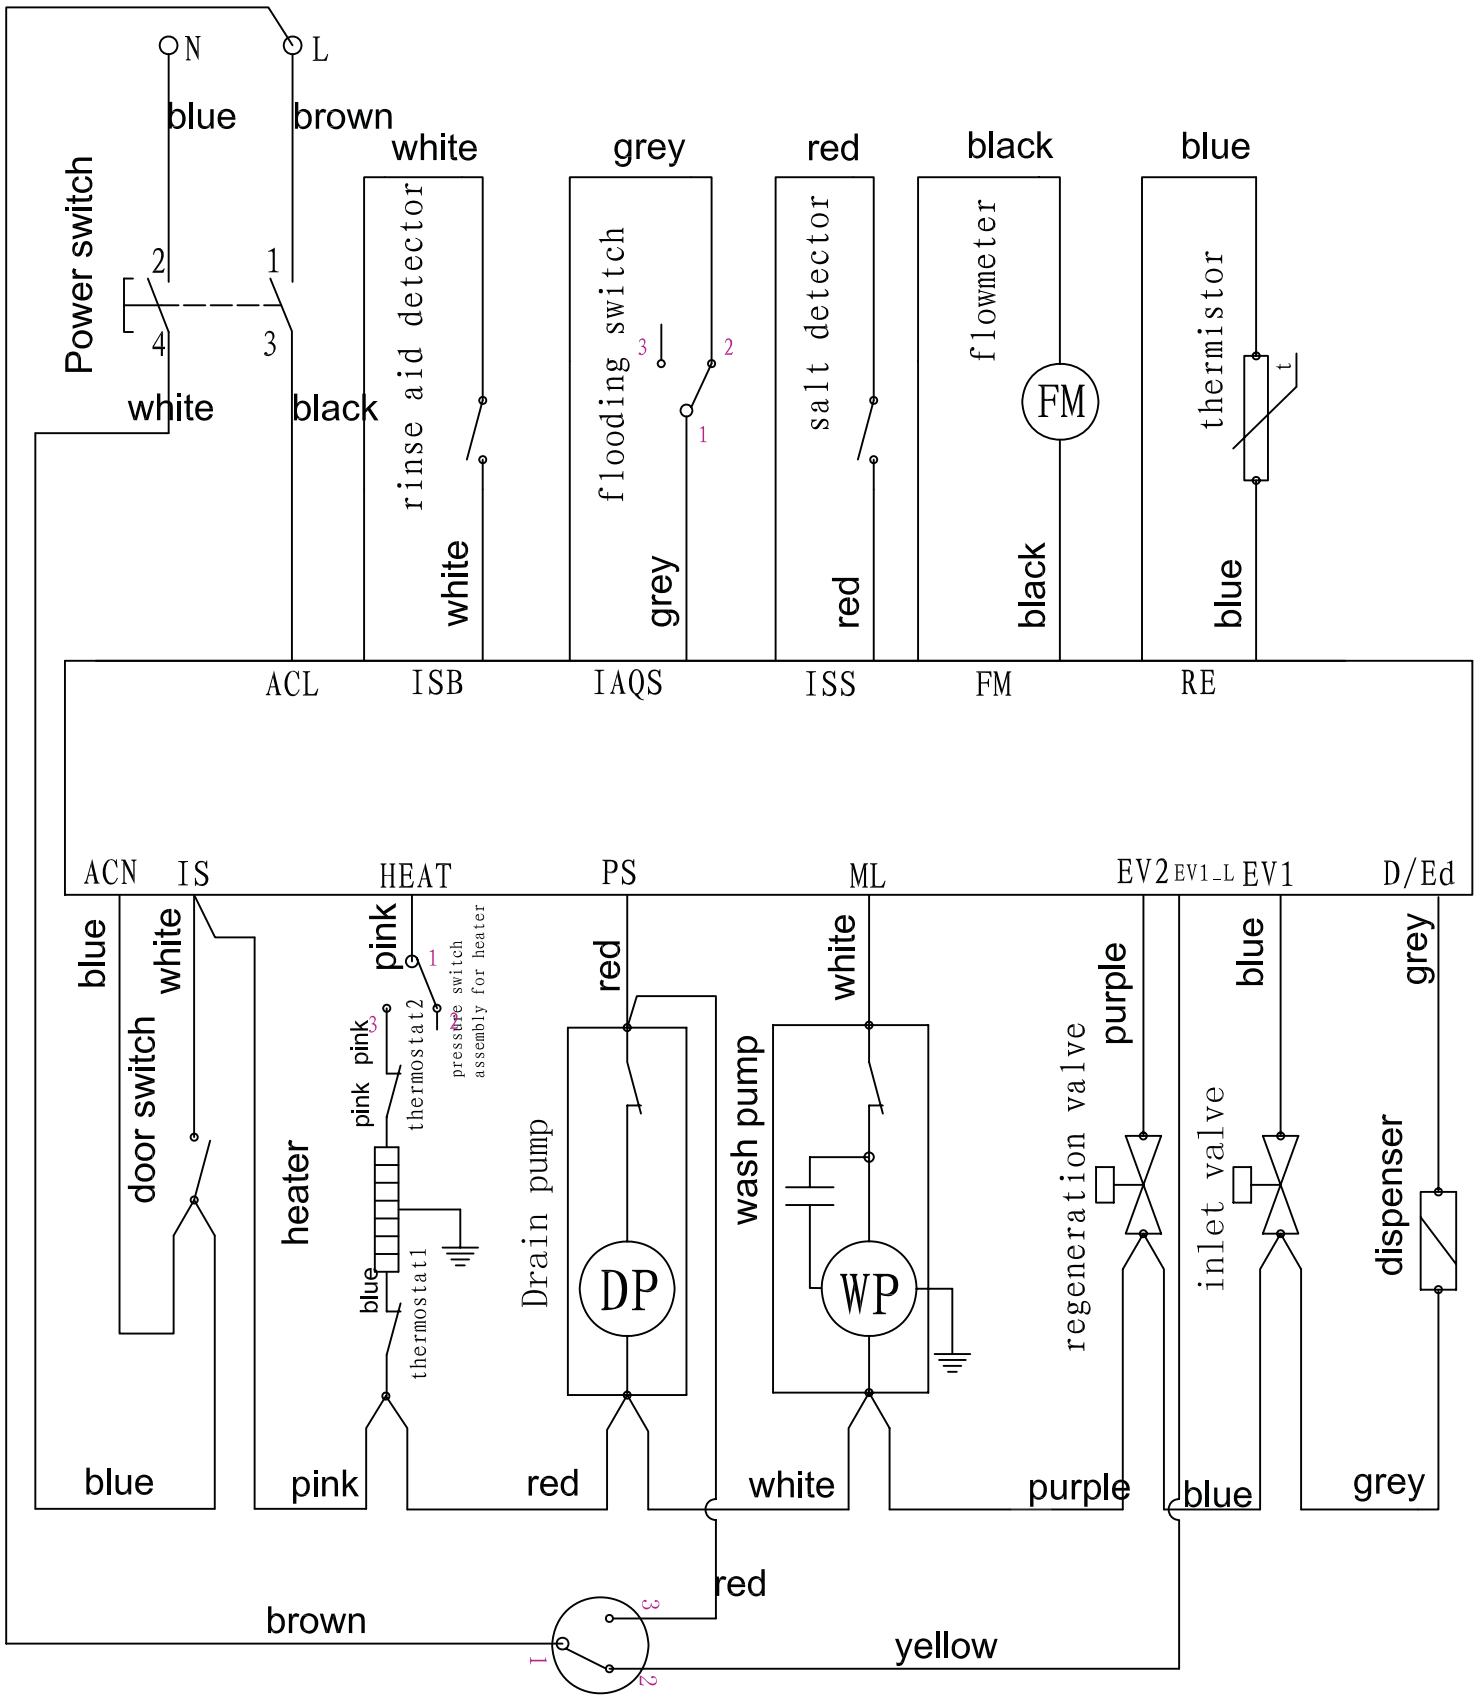 N
L
blue
brown
white
grey
red
black
blue
Power switch
2
1
4
3
white
black
rinse aid detector
flooding switch
3
2
1
salt detector
flowmeter
FM
thermistor
t
white
grey
red
black
blue
ACL
ISB
IAQS
ISS
FM
RE
ACN
IS
HEAT
PS
ML
EV2
EV1_L
EV1
D/Ed
blue
white
pink
1
pressure switch
assembly for heater
red
white
purple
blue
grey
door switch
3
2
pink
pink
thermostat2
heater
blue
thermostat1
Drain pump
DP
wash pump
WP
regeneration valve
inlet valve
dispenser
blue
pink
red
white
purple
blue
grey
red
brown
3
1
2
yellow